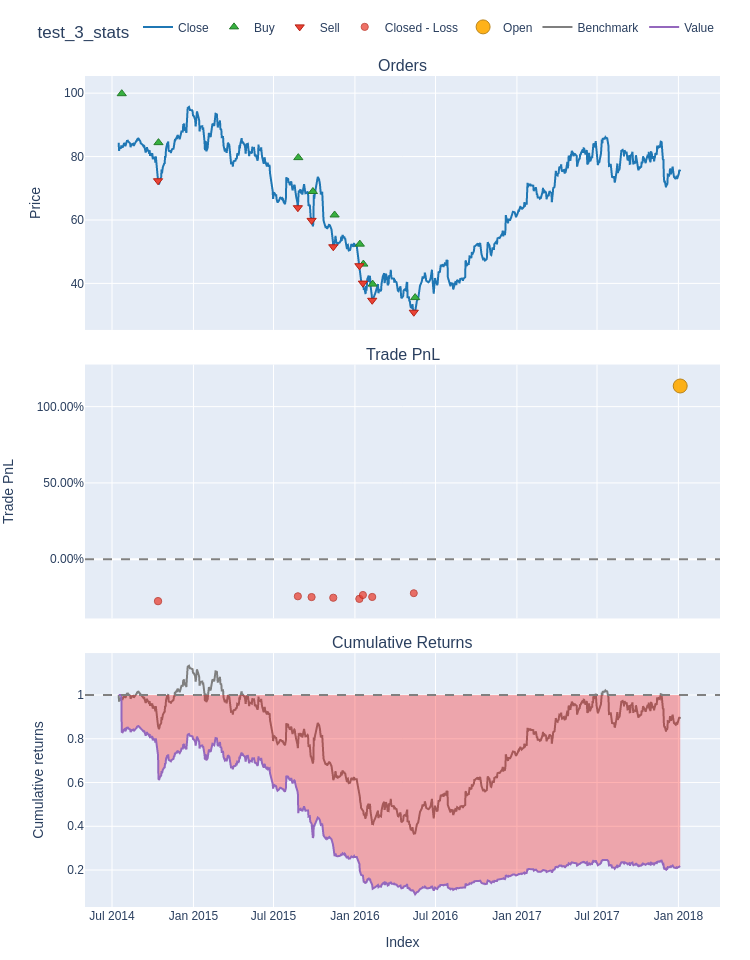 test_3_stats
Close
Buy
Sell
Closed - Loss
Open
Benchmark
Value
Orders
Price
100
80
60
40
Trade PnL
Trade PnL
100.00%
50.00%
0.00%
Cumulative Returns
Cumulative returns
1
0.8
0.6
0.4
0.2
Jul 2014
Jan 2015
Jul 2015
Jan 2016
Jul 2016
Jan 2017
Jul 2017
Jan 2018
Index